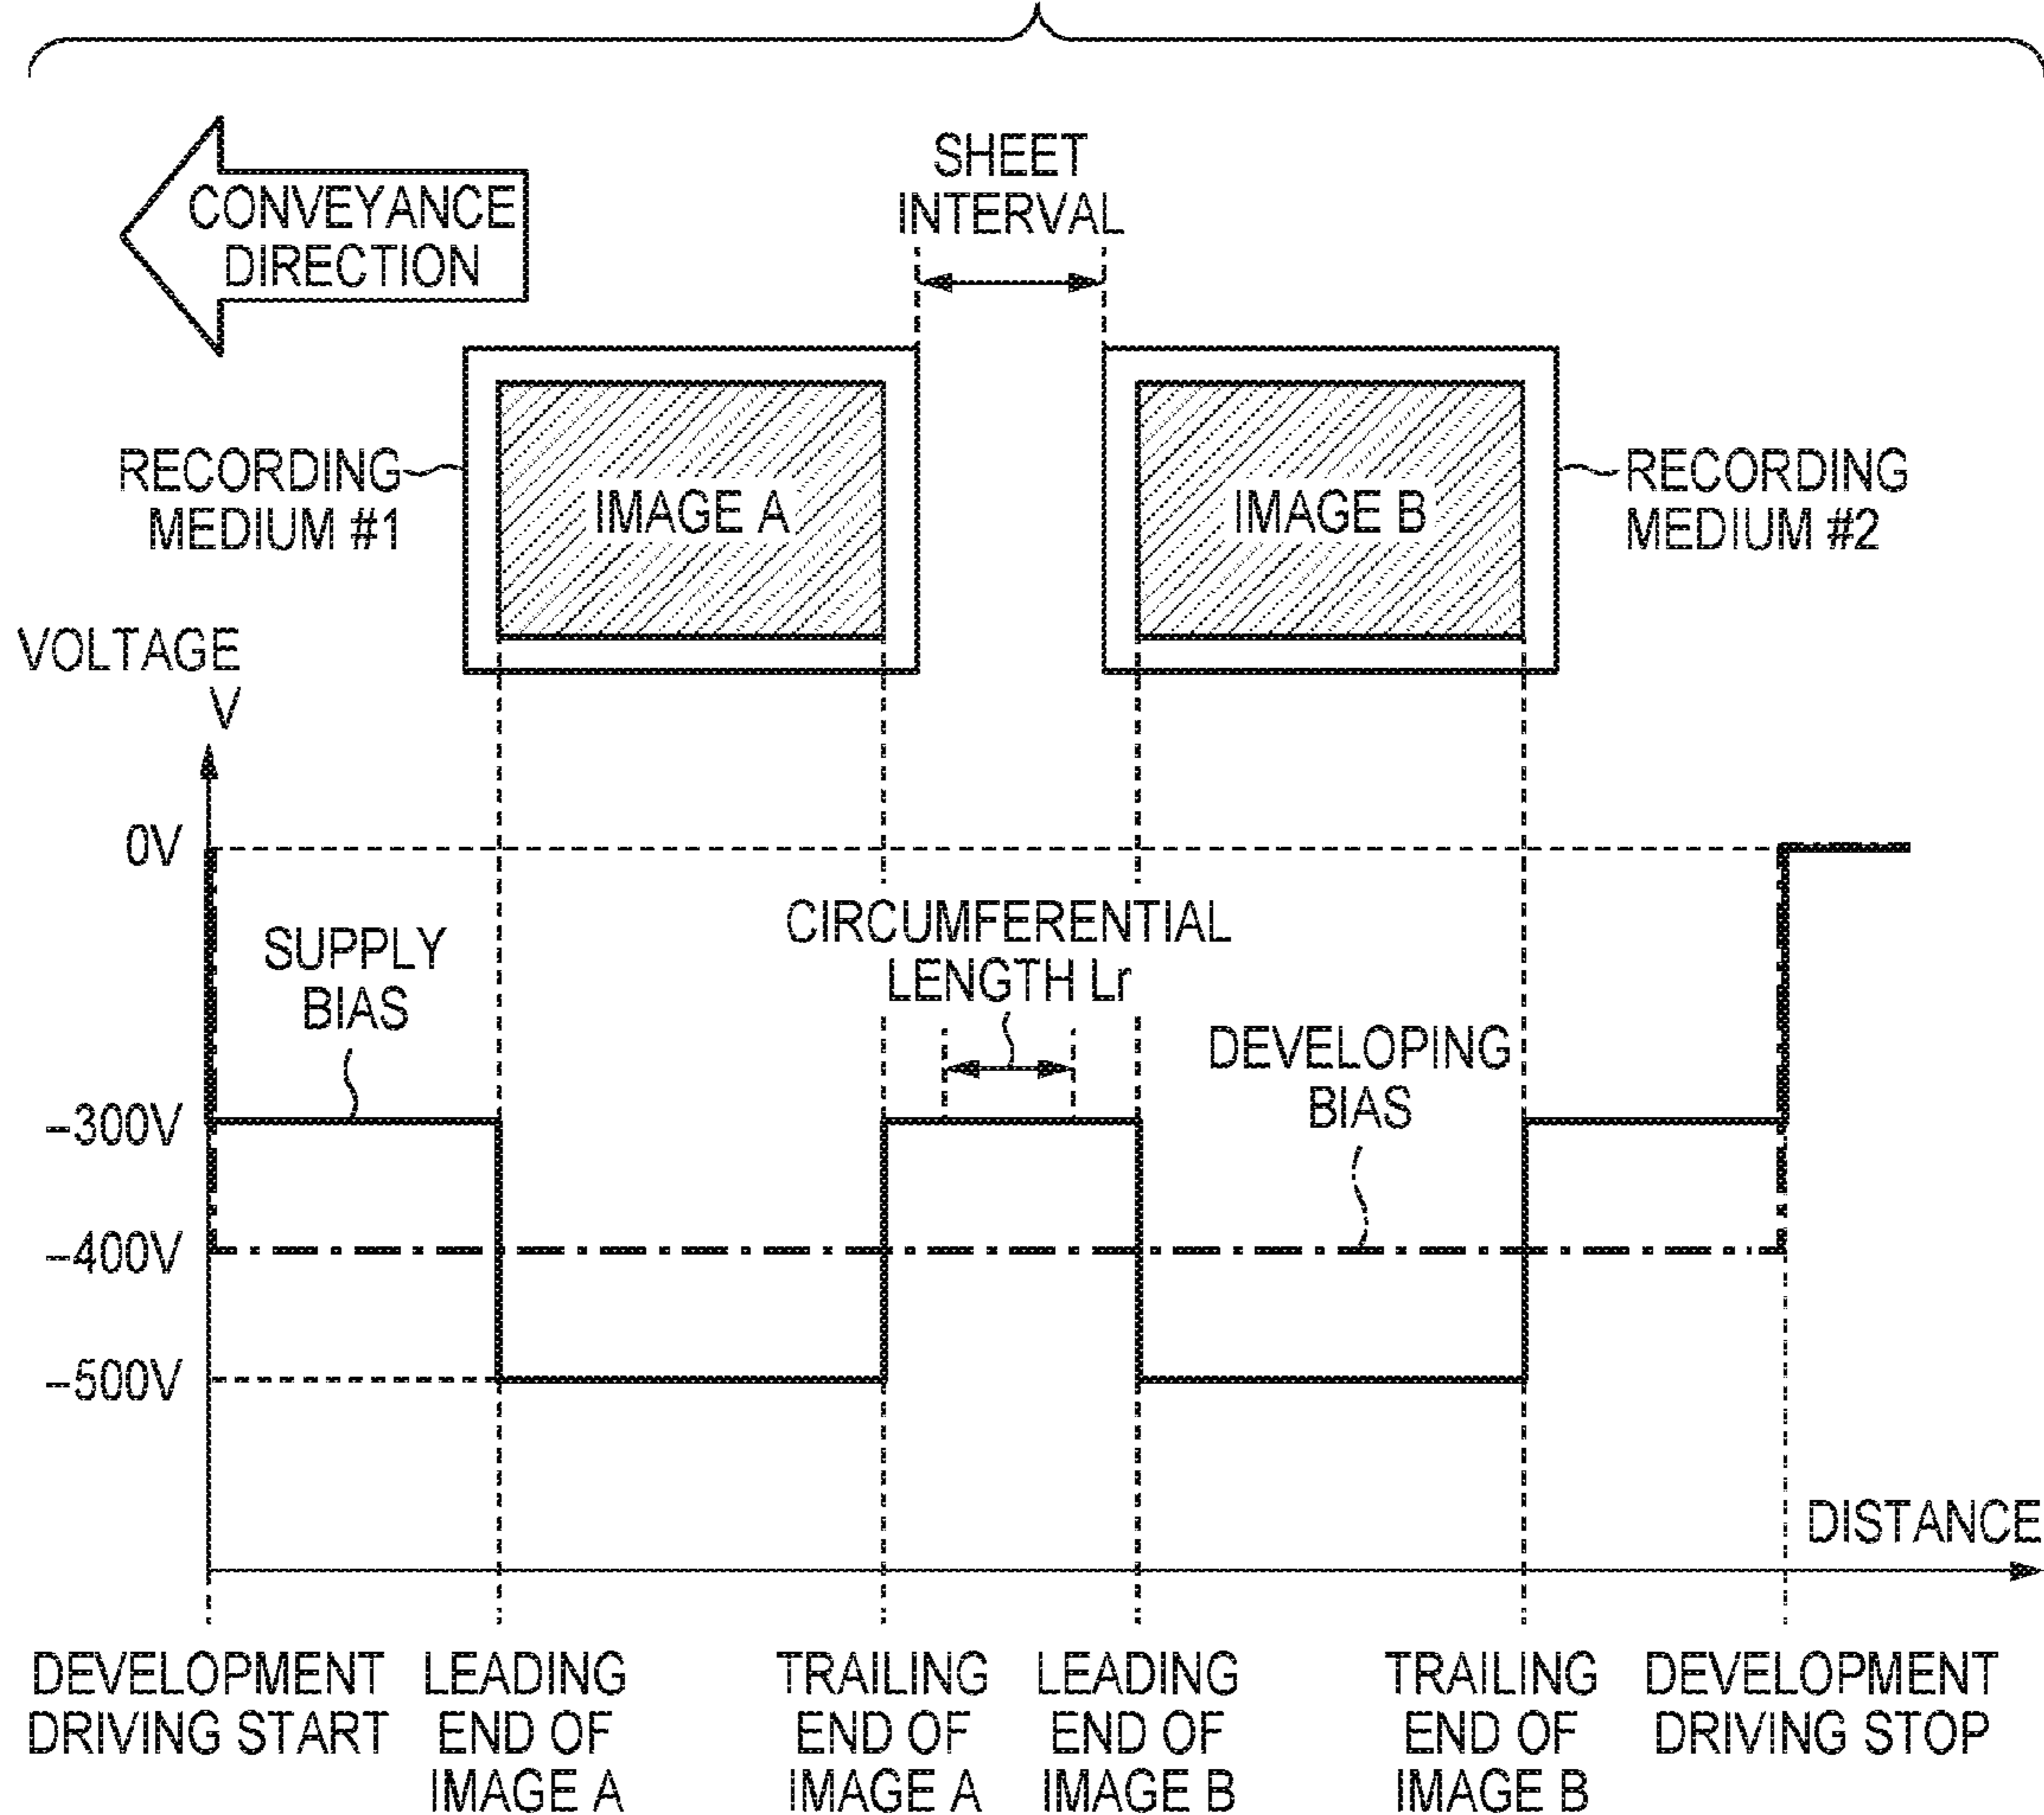 SHEET
INTERVAL
CONVEYANCE
DIRECTION
RECORDING
MEDIUM #1
IMAGE A
IMAGE B
RECORDING
MEDIUM #2
VOLTAGE
V
0V
CIRCUMFERENTIAL
LENGTH Lr
SUPPLY
BIAS
DEVELOPING
BIAS
−300V
−400V
−500V
DISTANCE
DEVELOPMENT
DRIVING START
LEADING
END OF
IMAGE A
TRAILING
END OF
IMAGE A
LEADING
END OF
IMAGE B
TRAILING
END OF
IMAGE B
DEVELOPMENT
DRIVING STOP